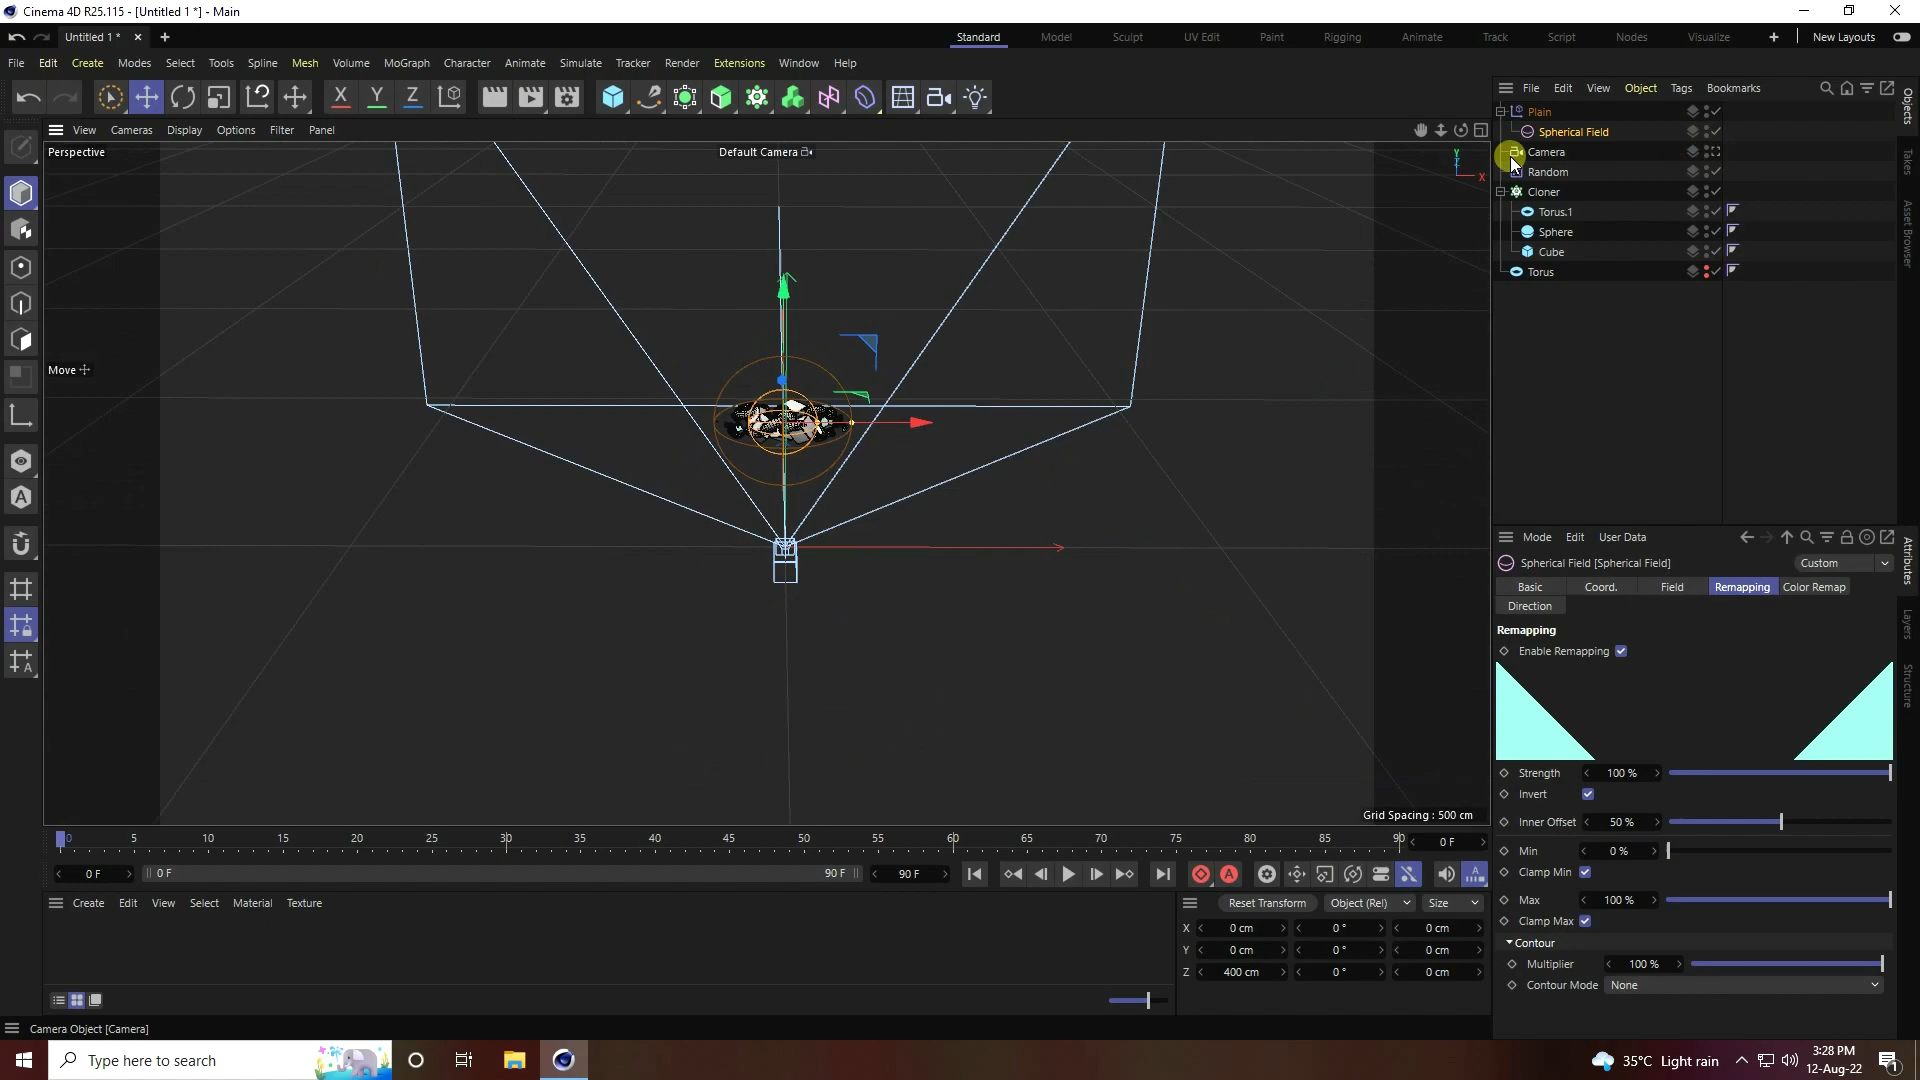 Cinema 4D R25.115 - [Untitled 1 *] - Main
Untitled 1 *
Standard Model Sculpt UV Edit Paint Rigging Animate Track Script Nodes Visualize New Layouts
File Edit Create Modes Select Tools Spline Mesh Volume MoGraph Character Animate Simulate Tracker Render Extensions Window Help
X Y Z
File Edit View Object Tags Bookmarks
View Cameras Display Options Filter Panel
Perspective
Default Camera
Y
Z
X
Move
Plain
Spherical Field
Camera
Random
Cloner
Torus.1
Sphere
Cube
Torus
Objects
Takes
Asset Browser
Attributes
Layers
Structure
Mode Edit User Data
Spherical Field [Spherical Field]
Custom
Basic Coord. Field Remapping Color Remap
Direction
Remapping
Enable Remapping
Strength 100 %
Invert
Inner Offset 50 %
Min 0 %
Clamp Min
Max 100 %
Clamp Max
Contour
Multiplier 100 %
Contour Mode None
Grid Spacing : 500 cm
0 5 10 15 20 25 30 35 40 45 50 55 60 65 70 75 80 85 90 0 F
0 F 0 F 90 F 90 F
Create Edit View Select Material Texture
Reset Transform Object (Rel) Size
X 0 cm 0 ° 0 cm
Y 0 cm 0 ° 0 cm
Z 400 cm 0 ° 0 cm
Camera Object [Camera]
Type here to search
35°C Light rain
3:28 PM
12-Aug-22
1